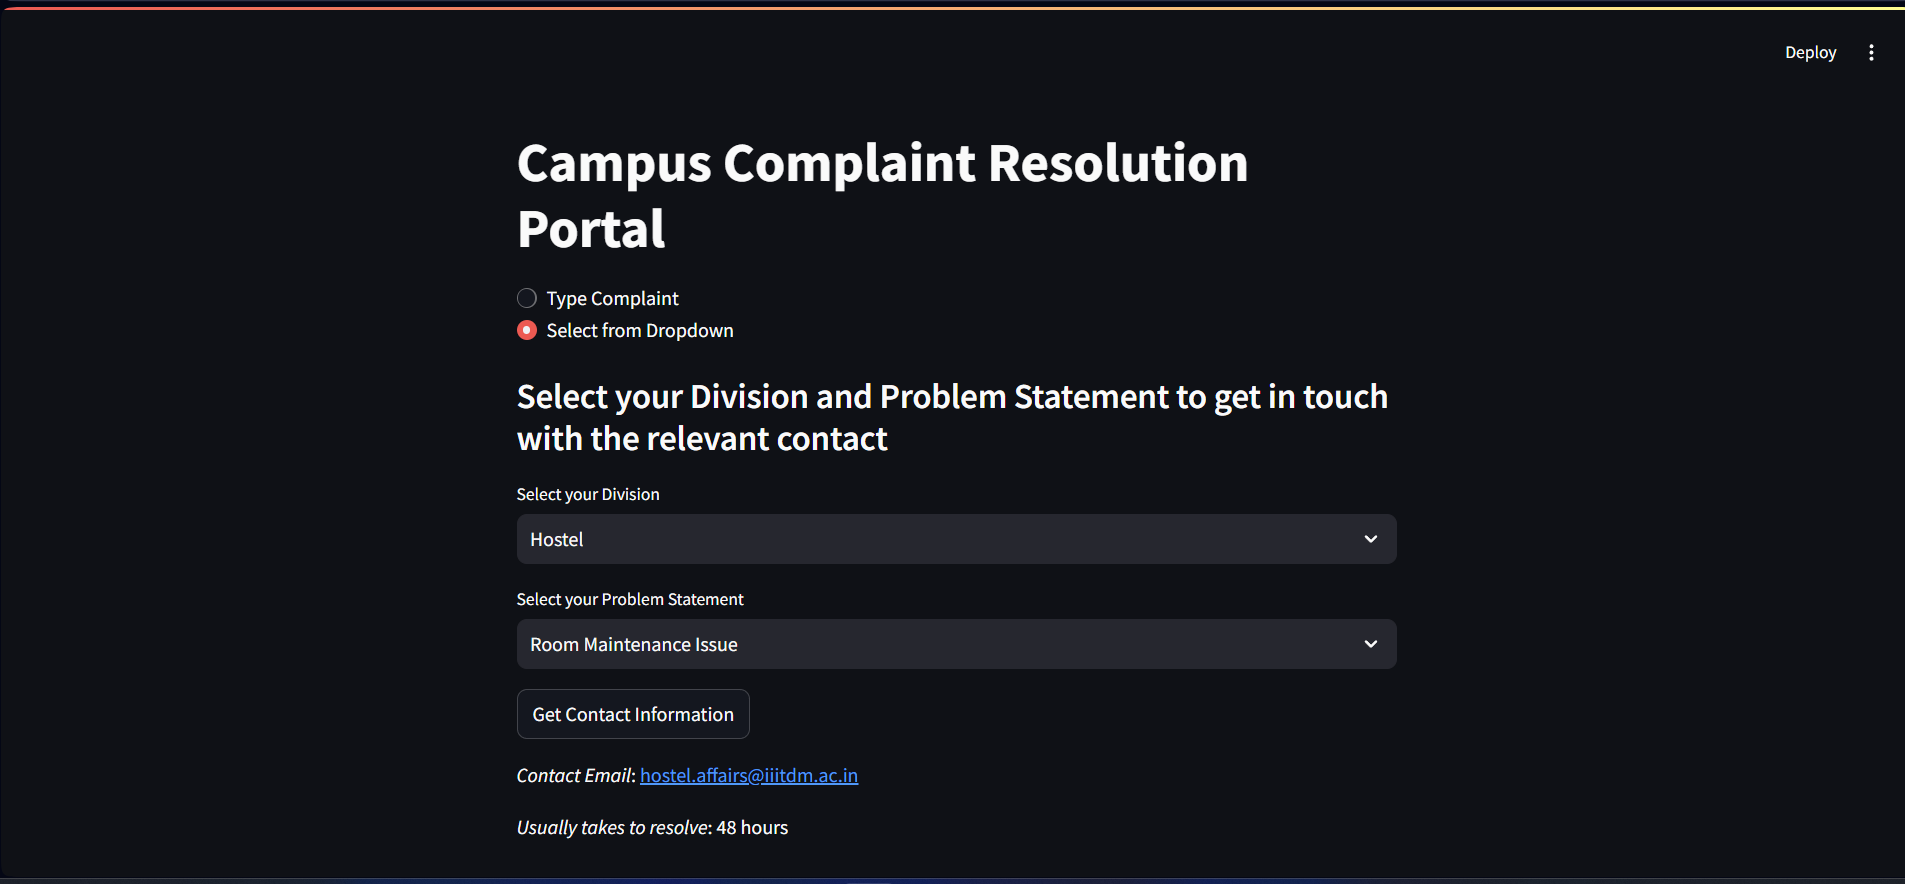 Deploy
Campus Complaint Resolution
Portal
Type Complaint
Select from Dropdown
Select your Division and Problem Statement to get in touch
with the relevant contact
Select your Division
Hostel
Select your Problem Statement
Room Maintenance Issue
Get Contact Information
Contact Email: hostel.affairs@iiitdm.ac.in
Usually takes to resolve: 48 hours